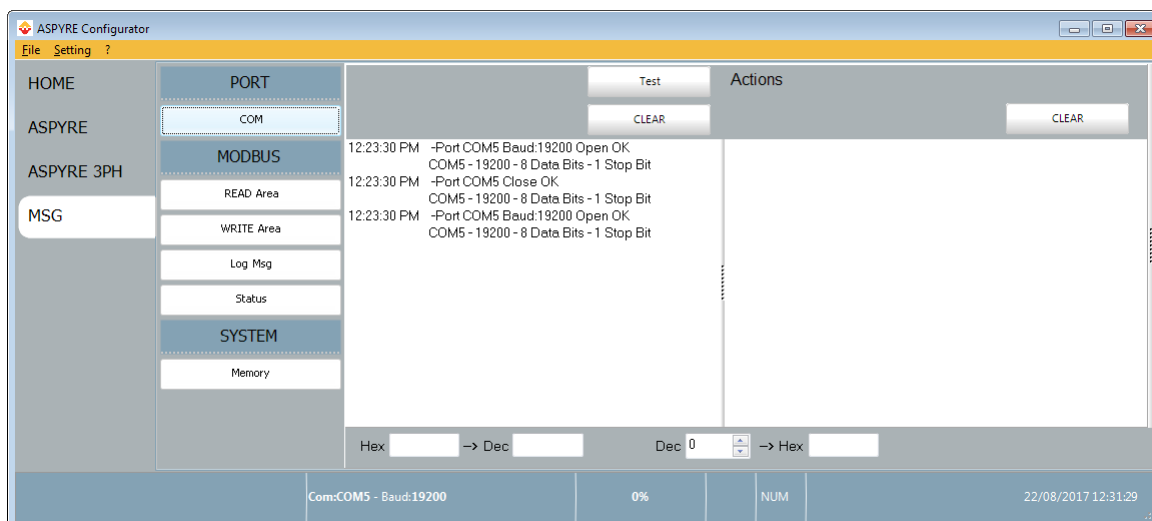 ASPYRE Configurator
File Setting ?
HOME
ASPYRE
ASPYRE 3PH
MSG
PORT
COM
MODBUS
READ Area
WRITE Area
Log Msg
Status
SYSTEM
Memory
Test
CLEAR
Actions
CLEAR
12:23:30 PM -Port COM5 Baud:19200 Open OK
COM5 - 19200 - 8 Data Bits - 1 Stop Bit
12:23:30 PM -Port COM5 Close OK
COM5 - 19200 - 8 Data Bits - 1 Stop Bit
12:23:30 PM -Port COM5 Baud:19200 Open OK
COM5 - 19200 - 8 Data Bits - 1 Stop Bit
Hex –> Dec Dec 0 –> Hex
Com:COM5 - Baud:19200 0% NUM 22/08/2017 12:31:29